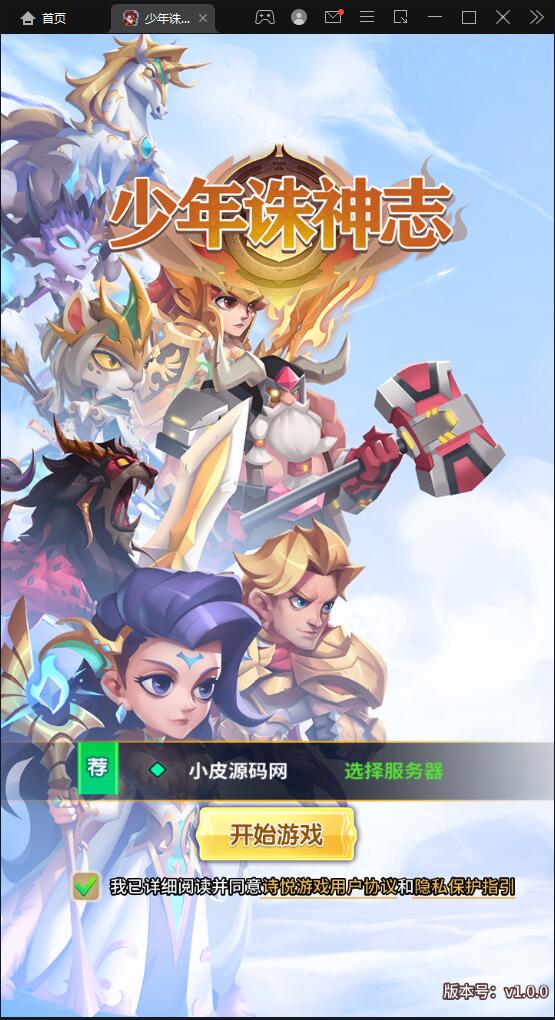 首页
少年诛...
少年诛神志
荐
小皮源码网
选择服务器
开始游戏
我已详细阅读并同意诗悦游戏用户协议和隐私保护指引
版本号：v1.0.0